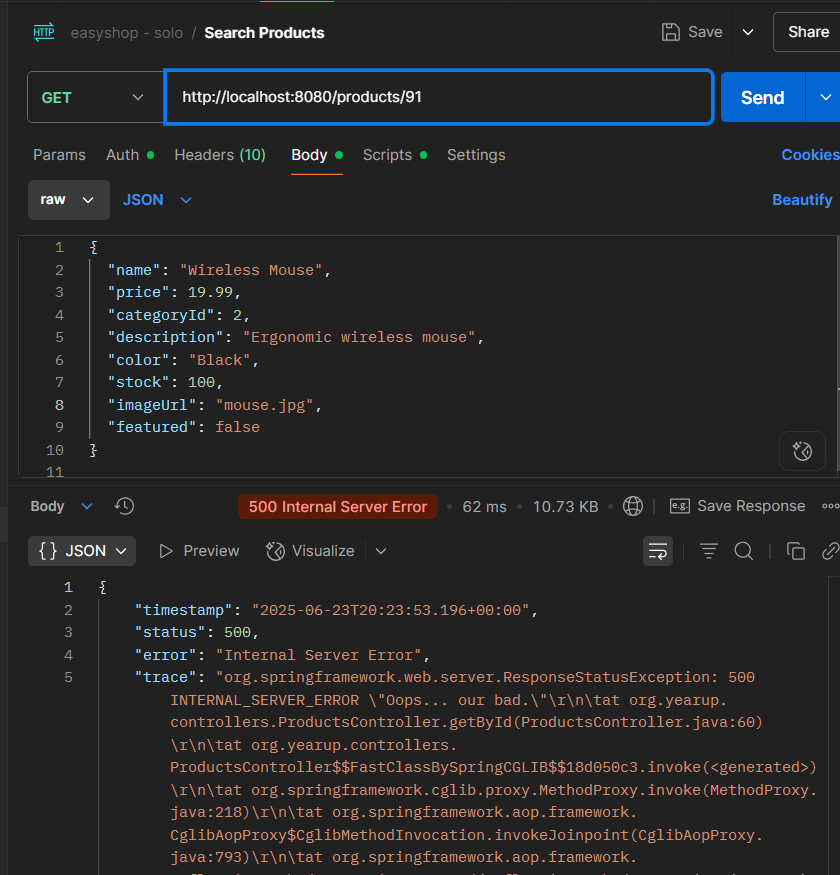 HTTP easyshop - solo / Search Products Save Share
GET http://localhost:8080/products/91 Send
Params Auth Headers (10) Body Scripts Settings Cookies
raw JSON Beautify
1 {
2 "name": "Wireless Mouse",
3 "price": 19.99,
4 "categoryId": 2,
5 "description": "Ergonomic wireless mouse",
6 "color": "Black",
7 "stock": 100,
8 "imageUrl": "mouse.jpg",
9 "featured": false
10 }
11
Body 500 Internal Server Error • 62 ms • 10.73 KB • e.g. Save Response
{ } JSON Preview Visualize
1 {
2 "timestamp": "2025-06-23T20:23:53.196+00:00",
3 "status": 500,
4 "error": "Internal Server Error",
5 "trace": "org.springframework.web.server.ResponseStatusException: 500
INTERNAL_SERVER_ERROR \"Oops... our bad.\"\r\n\tat org.yearup.
controllers.ProductsController.getById(ProductsController.java:60)
\r\n\tat org.yearup.controllers.
ProductsController$$FastClassBySpringCGLIB$$18d050c3.invoke(<generated>)
\r\n\tat org.springframework.cglib.proxy.MethodProxy.invoke(MethodProxy.
java:218)\r\n\tat org.springframework.aop.framework.
CglibAopProxy$CglibMethodInvocation.invokeJoinpoint(CglibAopProxy.
java:793)\r\n\tat org.springframework.aop.framework.